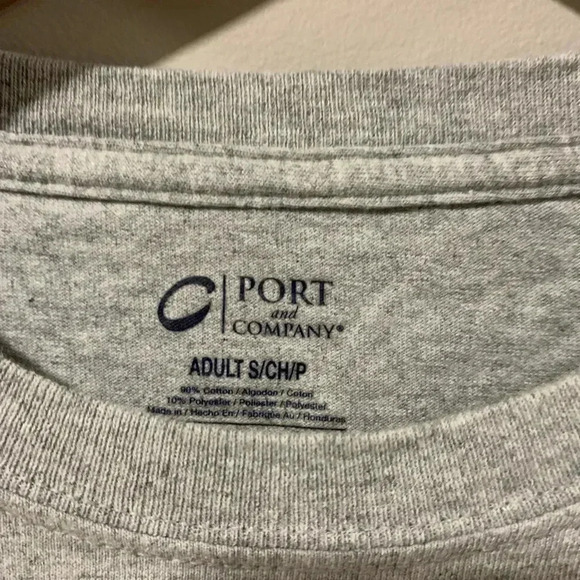 PORT
and
COMPANY®
ADULT S/CH/P
90% Cotton / Algodon / Coton
10% Polyester / Poliester / Polyester
Made in / Hecho En / Fabrique Au / Honduras